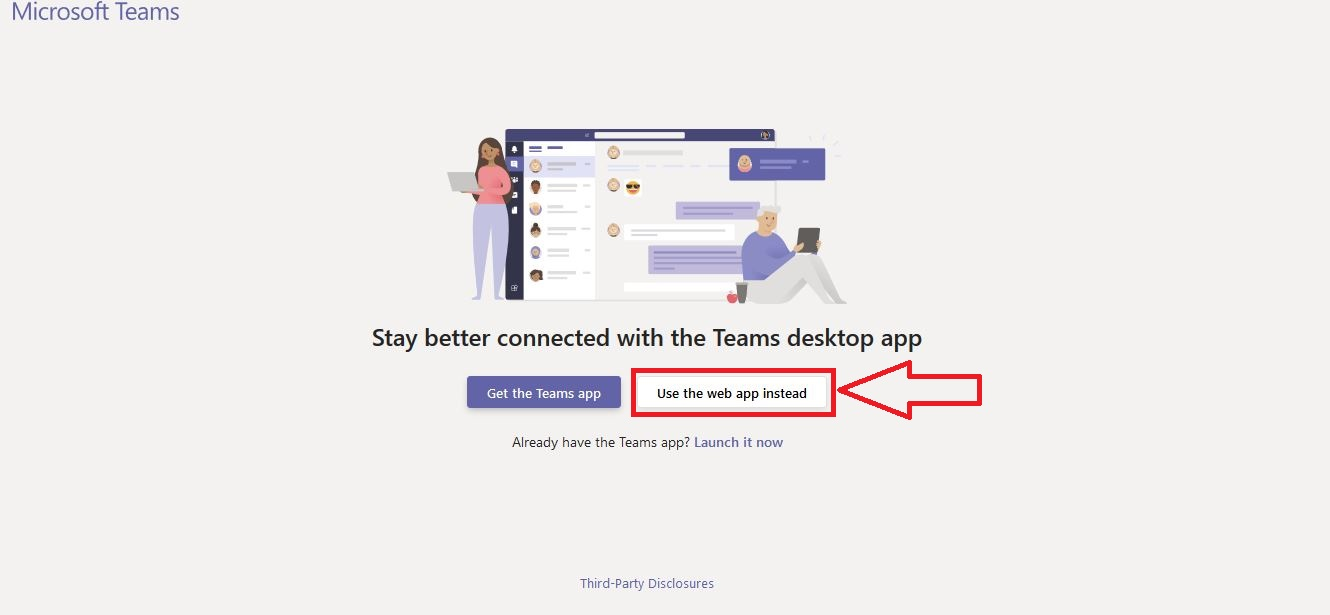 Microsoft Teams
Stay better connected with the Teams desktop app
Get the Teams app
Use the web app instead
Already have the Teams app? Launch it now
Third-Party Disclosures